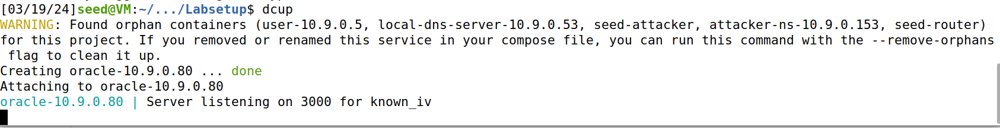 [03/19/24]seed@VM:~/.../Labsetup$ dcup
WARNING: Found orphan containers (user-10.9.0.5, local-dns-server-10.9.0.53, seed-attacker, attacker-ns-10.9.0.153, seed-router)
for this project. If you removed or renamed this service in your compose file, you can run this command with the --remove-orphans
flag to clean it up.
Creating oracle-10.9.0.80 ... done
Attaching to oracle-10.9.0.80
oracle-10.9.0.80 | Server listening on 3000 for known_iv